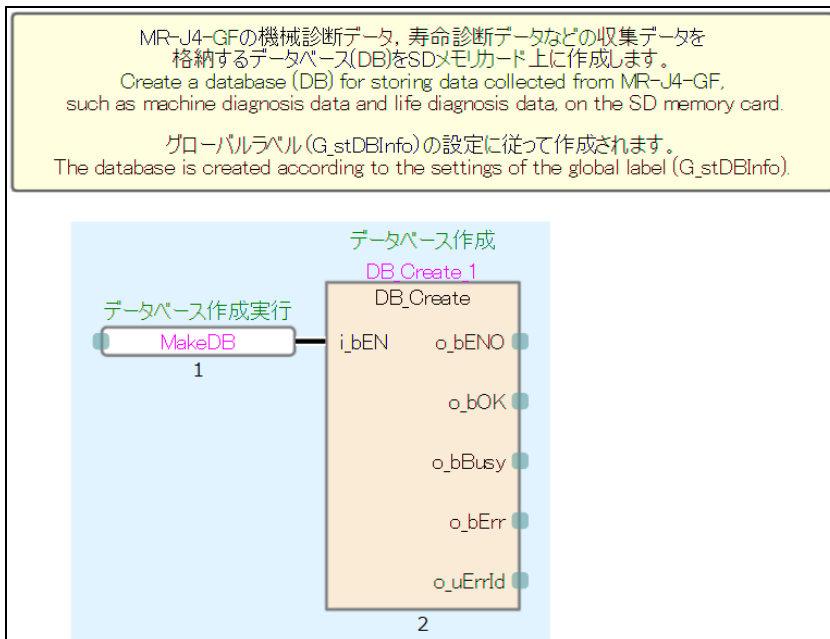 MR-J4-GFの機械診断データ, 寿命診断データなどの収集データを
格納するデータベース(DB)をSDメモリカード上に作成します。
Create a database (DB) for storing data collected from MR-J4-GF,
such as machine diagnosis data and life diagnosis data, on the SD memory card.
グローバルラベル(G_stDBInfo)の設定に従って作成されます。
The database is created according to the settings of the global label (G_stDBInfo).
データベース作成
DB_Create_1
DB_Create
データベース作成実行
MakeDB
1
i_bEN
o_bENO
o_bOK
o_bBusy
o_bErr
o_uErrId
2